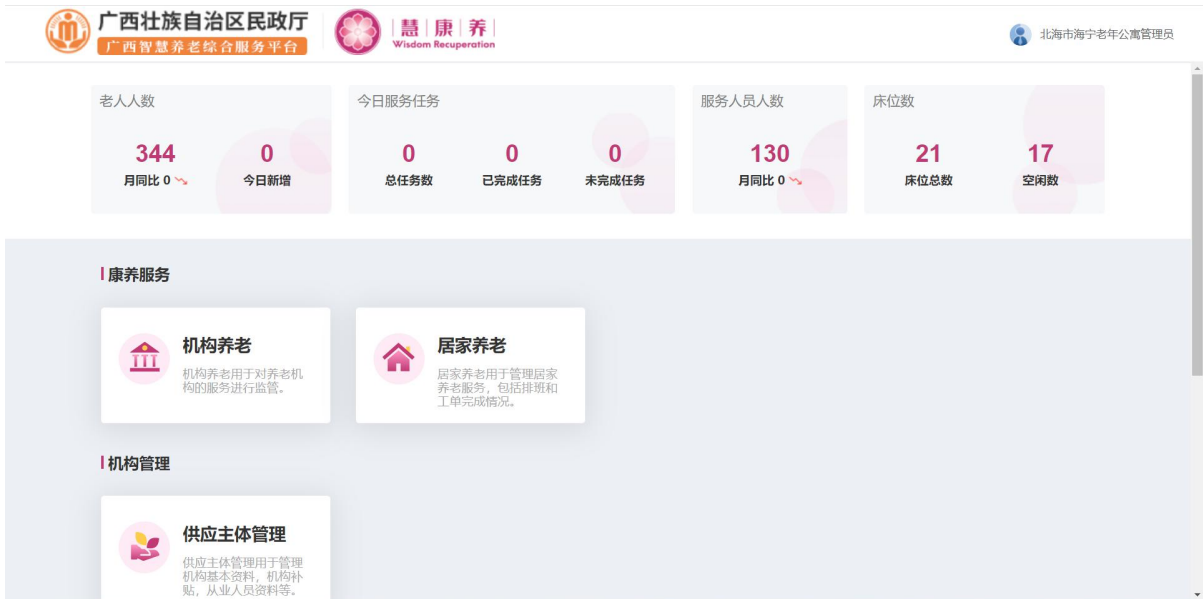 广西壮族自治区民政厅
广西智慧养老综合服务平台
慧 康 养
Wisdom Recuperation
北海市海宁老年公寓管理员
老人人数
344
月同比 0
0
今日新增
今日服务任务
0
总任务数
0
已完成任务
0
未完成任务
服务人员人数
130
月同比 0
床位数
21
床位总数
17
空闲数
康养服务
机构养老
机构养老用于对养老机
构的服务进行监管。
居家养老
居家养老用于管理居家
养老服务，包括排班和
工单完成情况。
机构管理
供应主体管理
供应主体管理用于管理
机构基本资料，机构补
贴，从业人员资料等。